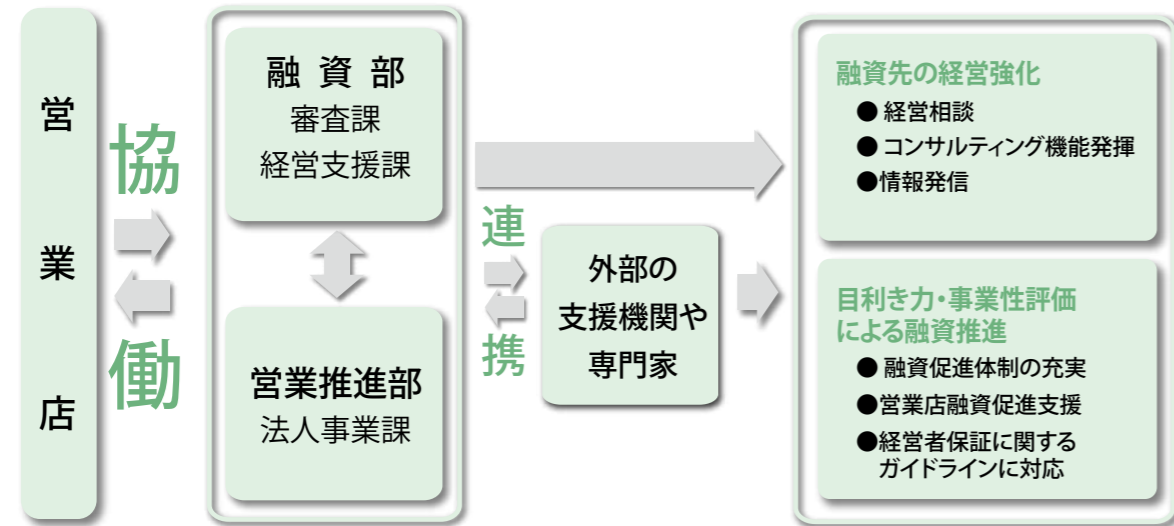 営業店
協働
融資部
審査課
経営支援課
営業推進部
法人事業課
連携
外部の
支援機関や
専門家
融資先の経営強化
● 経営相談
● コンサルティング機能発揮
●情報発信
目利き力・事業性評価
による融資推進
● 融資促進体制の充実
●営業店融資促進支援
●経営者保証に関する
ガイドラインに対応